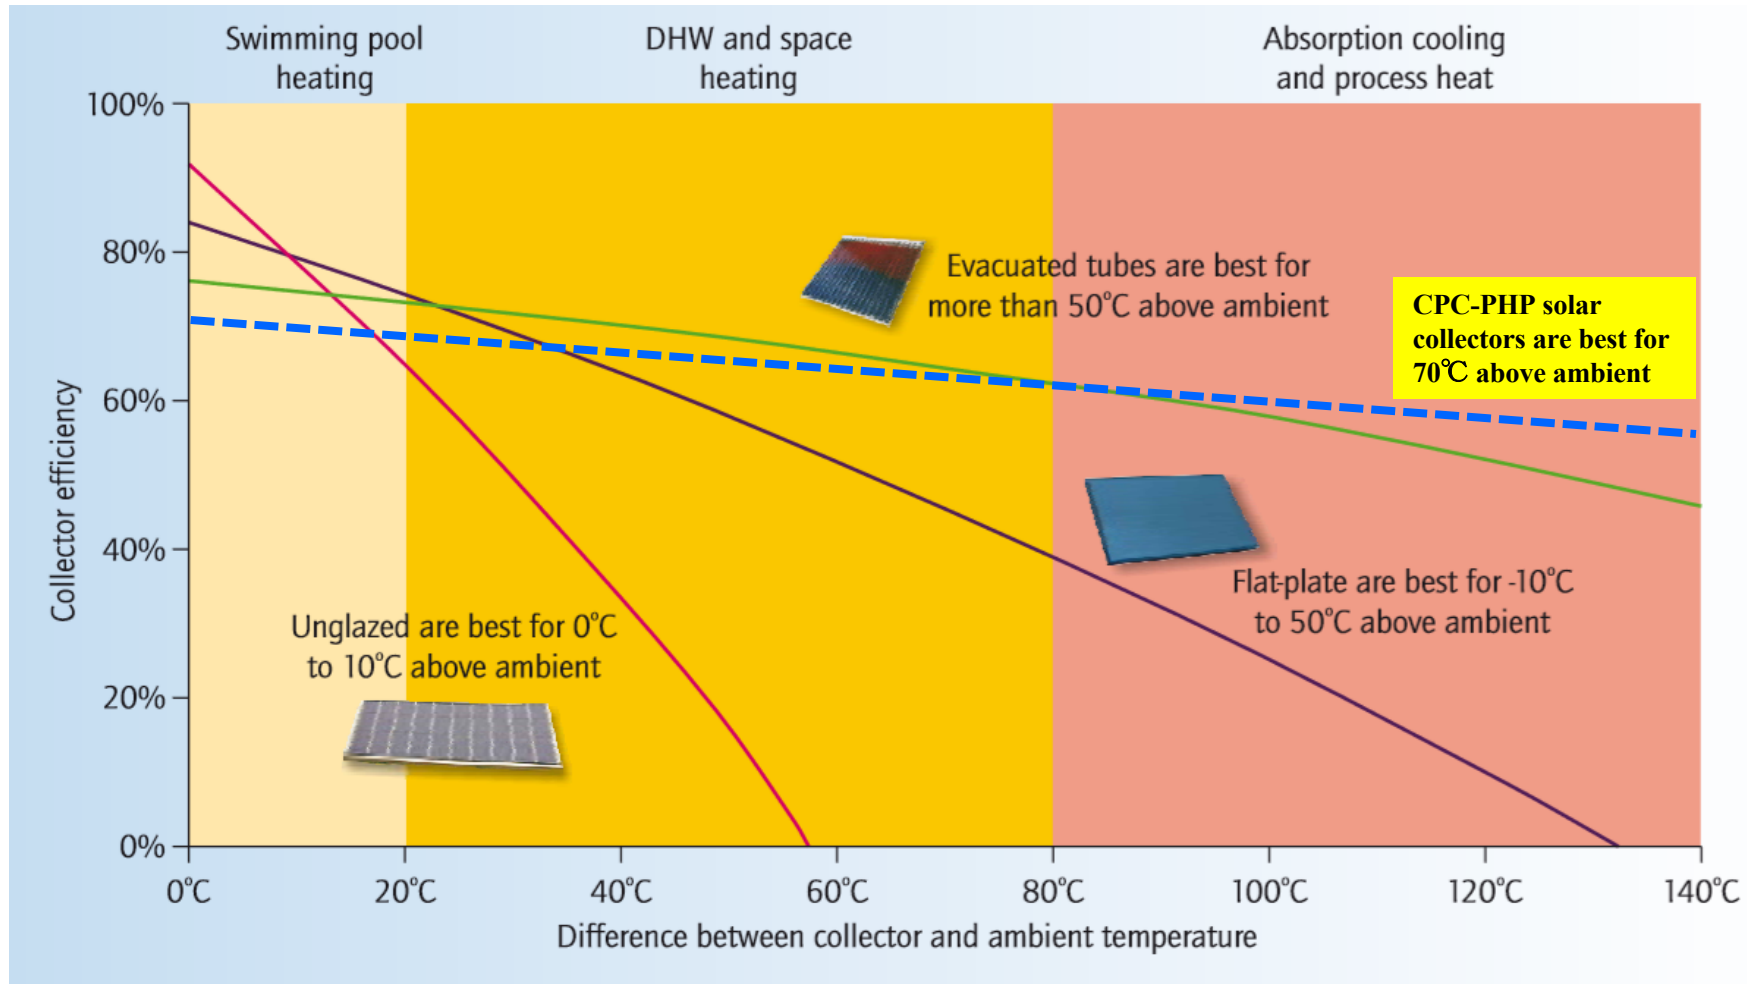 Swimming pool
heating
DHW and space
heating
Absorption cooling
and process heat
100%
80%
60%
40%
20%
0%
Collector efficiency
Evacuated tubes are best for
more than 50°C above ambient
CPC-PHP solar
collectors are best for
70℃ above ambient
Flat-plate are best for -10°C
to 50°C above ambient
Unglazed are best for 0°C
to 10°C above ambient
0°C
20°C
40°C
60°C
80°C
100°C
120°C
140°C
Difference between collector and ambient temperature